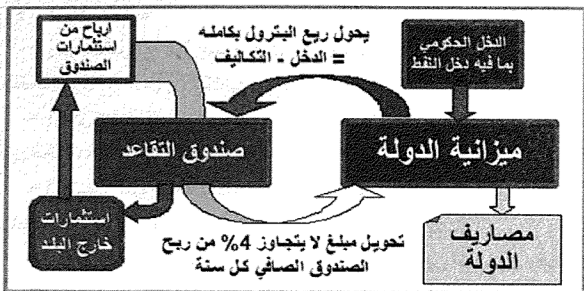 أرباح من
استثمارات
الصندوق
يحول ريع البترول بكامله
= الدخل - التكاليف
الدخل الحكومي
بما فيه دخل النفط
صندوق التقاعد
ميزانية الدولة
استثمارات
خارج البلد
تحويل مبلغ لا يتجاوز 4% من ربح
الصندوق الصافي كل سنة
مصاريف
الدولة